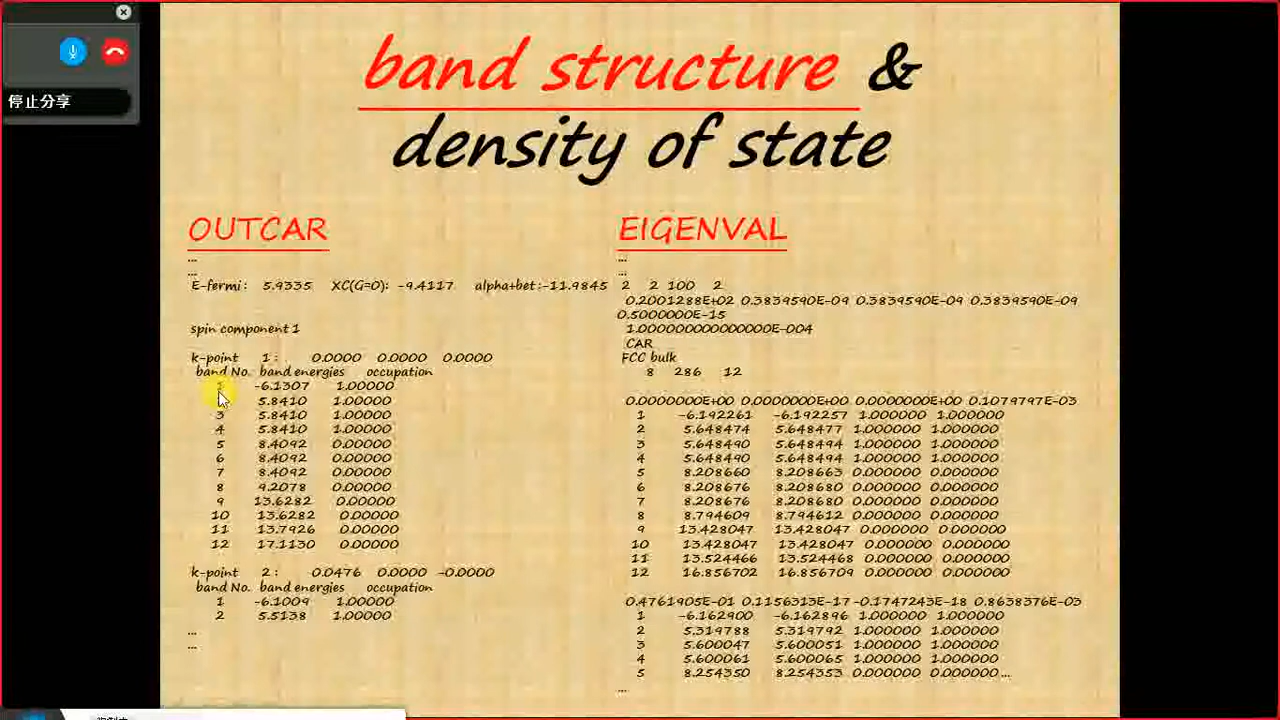 停止分享
band structure &
density of state
OUTCAR
...
...
E-fermi : 5.9335 XC(G=0): -9.4117 alpha+bet :-11.9845
spin component 1
k-point 1 : 0.0000 0.0000 0.0000
band No. band energies occupation
1 -6.1307 1.00000
5.8410 1.00000
3 5.8410 1.00000
4 5.8410 1.00000
5 8.4092 0.00000
6 8.4092 0.00000
7 8.4092 0.00000
8 9.2078 0.00000
9 13.6282 0.00000
10 13.6282 0.00000
11 13.7926 0.00000
12 17.1130 0.00000
k-point 2 : 0.0476 0.0000 -0.0000
band No. band energies occupation
1 -6.1009 1.00000
2 5.5138 1.00000
...
...
EIGENVAL
...
...
2 2 100 2
0.2001288E+02 0.3839590E-09 0.3839590E-09 0.3839590E-09
0.5000000E-15
1.000000000000000E-004
CAR
FCC bulk
8 286 12
0.0000000E+00 0.0000000E+00 0.0000000E+00 0.1079797E-03
1 -6.192261 -6.192257 1.000000 1.000000
2 5.648474 5.648477 1.000000 1.000000
3 5.648490 5.648494 1.000000 1.000000
4 5.648490 5.648494 1.000000 1.000000
5 8.208660 8.208663 0.000000 0.000000
6 8.208676 8.208680 0.000000 0.000000
7 8.208676 8.208680 0.000000 0.000000
8 8.794609 8.794612 0.000000 0.000000
9 13.428047 13.428047 0.000000 0.000000
10 13.428047 13.428047 0.000000 0.000000
11 13.524466 13.524468 0.000000 0.000000
12 16.856702 16.856709 0.000000 0.000000
0.4761905E-01 0.1156313E-17 -0.1747243E-18 0.8638376E-03
1 -6.162900 -6.162896 1.000000 1.000000
2 5.319788 5.319792 1.000000 1.000000
3 5.600047 5.600051 1.000000 1.000000
4 5.600061 5.600065 1.000000 1.000000
5 8.254350 8.254353 0.000000 0.000000 ...
...